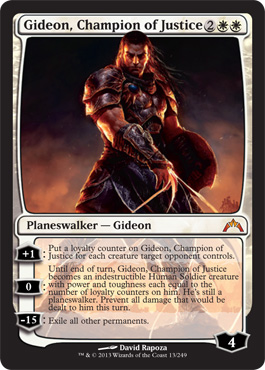 Gideon, Champion of Justice 2
Planeswalker — Gideon
+1 : Put a loyalty counter on Gideon, Champion of
Justice for each creature target opponent controls.
Until end of turn, Gideon, Champion of Justice
becomes an indestructible Human Soldier creature
0 : with power and toughness each equal to the
number of loyalty counters on him. He's still a
planeswalker. Prevent all damage that would be
dealt to him this turn.
-15 : Exile all other permanents.
4
David Rapoza
™ & © 2013 Wizards of the Coast 13/249